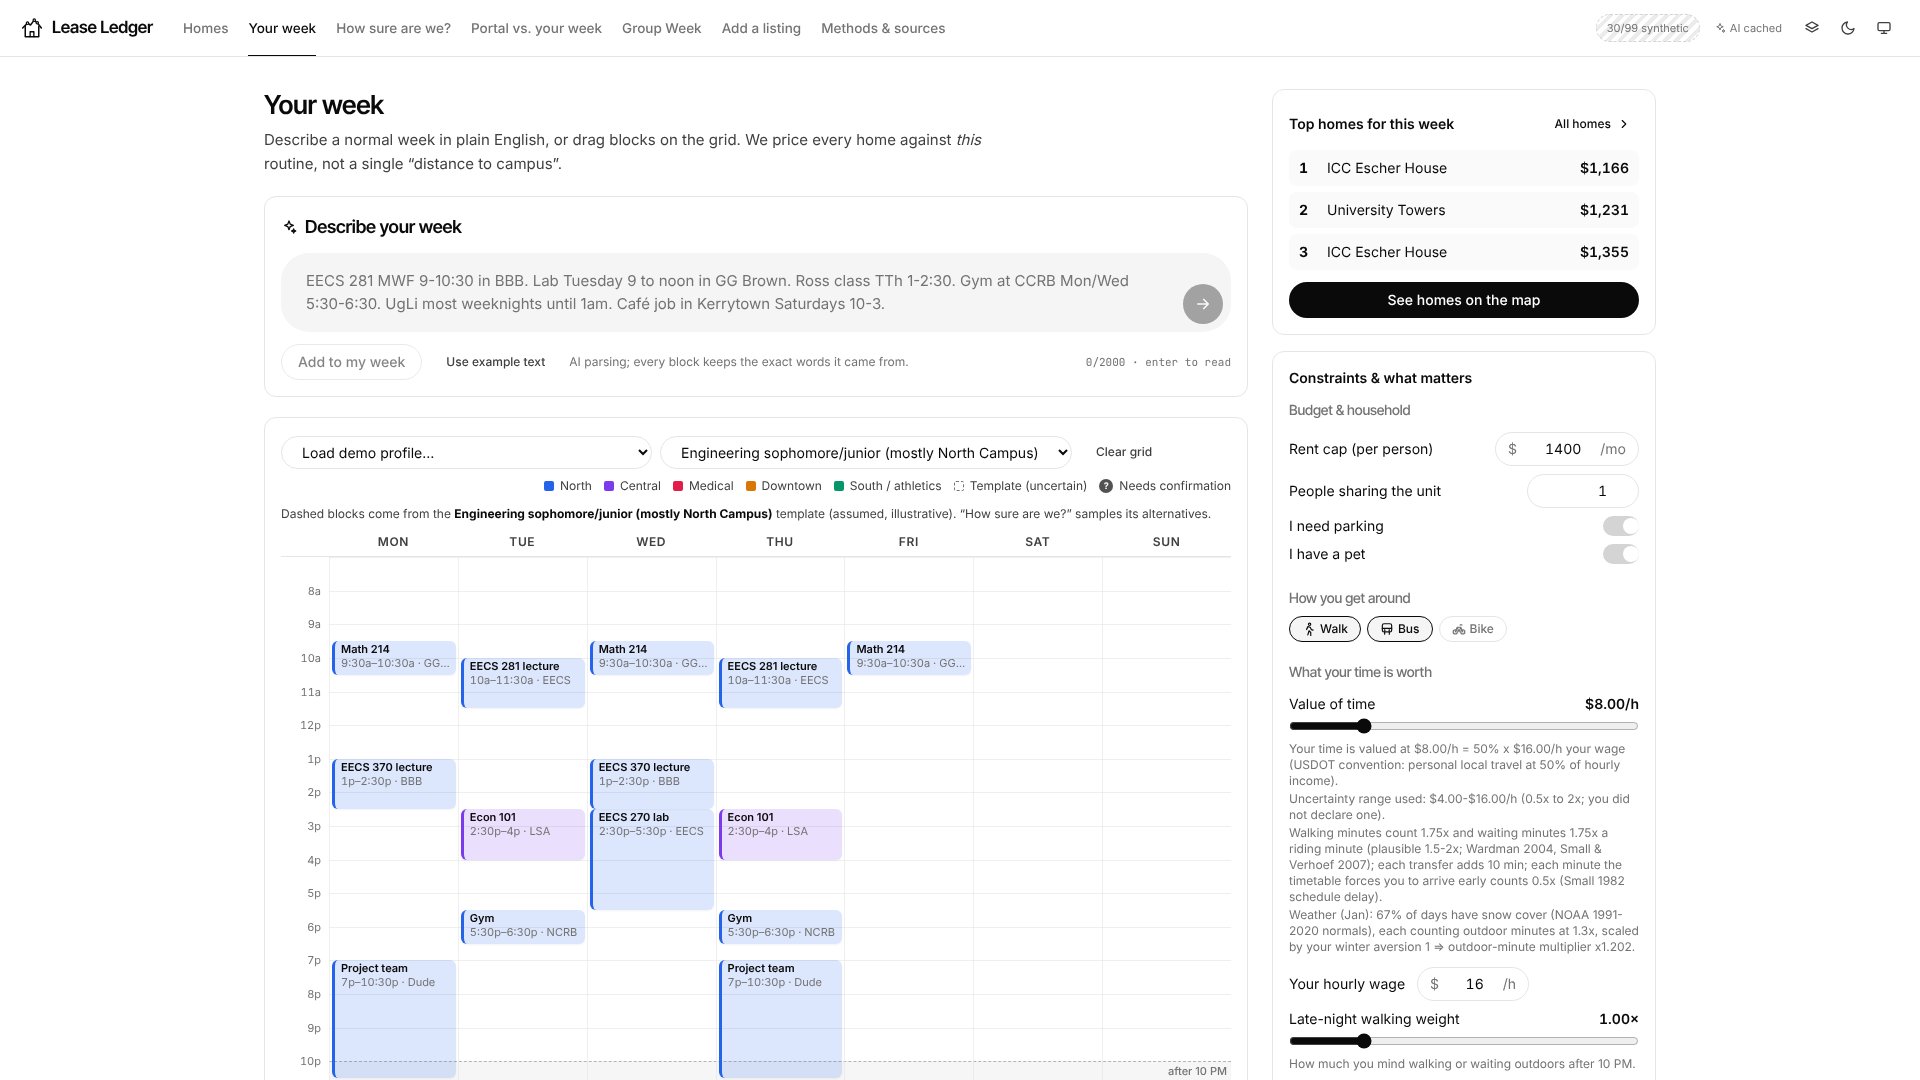 Lease Ledger
Homes
Your week
How sure are we?
Portal vs. your week
Group Week
Add a listing
Methods & sources
30/99 synthetic
AI cached
Your week
Describe a normal week in plain English, or drag blocks on the grid. We price every home against this
routine, not a single “distance to campus”.
Describe your week
EECS 281 MWF 9-10:30 in BBB. Lab Tuesday 9 to noon in GG Brown. Ross class TTh 1-2:30. Gym at CCRB Mon/Wed
5:30-6:30. UgLi most weeknights until 1am. Café job in Kerrytown Saturdays 10-3.
Add to my week
Use example text
AI parsing; every block keeps the exact words it came from.
0/2000 · enter to read
Load demo profile...
Engineering sophomore/junior (mostly North Campus)
Clear grid
North
Central
Medical
Downtown
South / athletics
Template (uncertain)
? Needs confirmation
Dashed blocks come from the Engineering sophomore/junior (mostly North Campus) template (assumed, illustrative). “How sure are we?” samples its alternatives.
MON TUE WED THU FRI SAT SUN
8a
9a
10a
11a
12p
1p
2p
3p
4p
5p
6p
7p
8p
9p
10p
Math 214
9:30a–10:30a · GG...
EECS 370 lecture
1p–2:30p · BBB
Project team
7p–10:30p · Dude
EECS 281 lecture
10a–11:30a · EECS
Econ 101
2:30p–4p · LSA
Gym
5:30p–6:30p · NCRB
Math 214
9:30a–10:30a · GG...
EECS 370 lecture
1p–2:30p · BBB
EECS 270 lab
2:30p–5:30p · EECS
EECS 281 lecture
10a–11:30a · EECS
Econ 101
2:30p–4p · LSA
Gym
5:30p–6:30p · NCRB
Project team
7p–10:30p · Dude
Math 214
9:30a–10:30a · GG...
after 10 PM
Top homes for this week
All homes
1 ICC Escher House $1,166
2 University Towers $1,231
3 ICC Escher House $1,355
See homes on the map
Constraints & what matters
Budget & household
Rent cap (per person) $ 1400 /mo
People sharing the unit 1
I need parking
I have a pet
How you get around
Walk
Bus
Bike
What your time is worth
Value of time $8.00/h
Your time is valued at $8.00/h = 50% x $16.00/h your wage
(USDOT convention: personal local travel at 50% of hourly
income).
Uncertainty range used: $4.00-$16.00/h (0.5x to 2x; you did
not declare one).
Walking minutes count 1.75x and waiting minutes 1.75x a
riding minute (plausible 1.5-2x; Wardman 2004, Small &
Verhoef 2007); each transfer adds 10 min; each minute the
timetable forces you to arrive early counts 0.5x (Small 1982
schedule delay).
Weather (Jan): 67% of days have snow cover (NOAA 1991-
2020 normals), each counting outdoor minutes at 1.3x, scaled
by your winter aversion 1 => outdoor-minute multiplier x1.202.
Your hourly wage $ 16 /h
Late-night walking weight 1.00×
How much you mind walking or waiting outdoors after 10 PM.